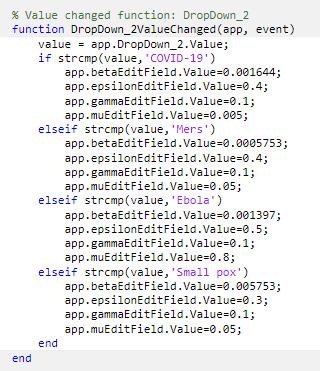 % Value changed function: DropDown_2
function DropDown_2ValueChanged(app, event)
value = app.DropDown_2.Value;
if strcmp(value,'COVID-19')
app.betaEditField.Value=0.001644;
app.epsilonEditField.Value=0.4;
app.gammaEditField.Value=0.1;
app.muEditField.Value=0.005;
elseif strcmp(value,'Mers')
app.betaEditField.Value=0.0005753;
app.epsilonEditField.Value=0.4;
app.gammaEditField.Value=0.1;
app.muEditField.Value=0.05;
elseif strcmp(value,'Ebola')
app.betaEditField.Value=0.001397;
app.epsilonEditField.Value=0.5;
app.gammaEditField.Value=0.1;
app.muEditField.Value=0.8;
elseif strcmp(value,'Small pox')
app.betaEditField.Value=0.005753;
app.epsilonEditField.Value=0.3;
app.gammaEditField.Value=0.1;
app.muEditField.Value=0.05;
end
end